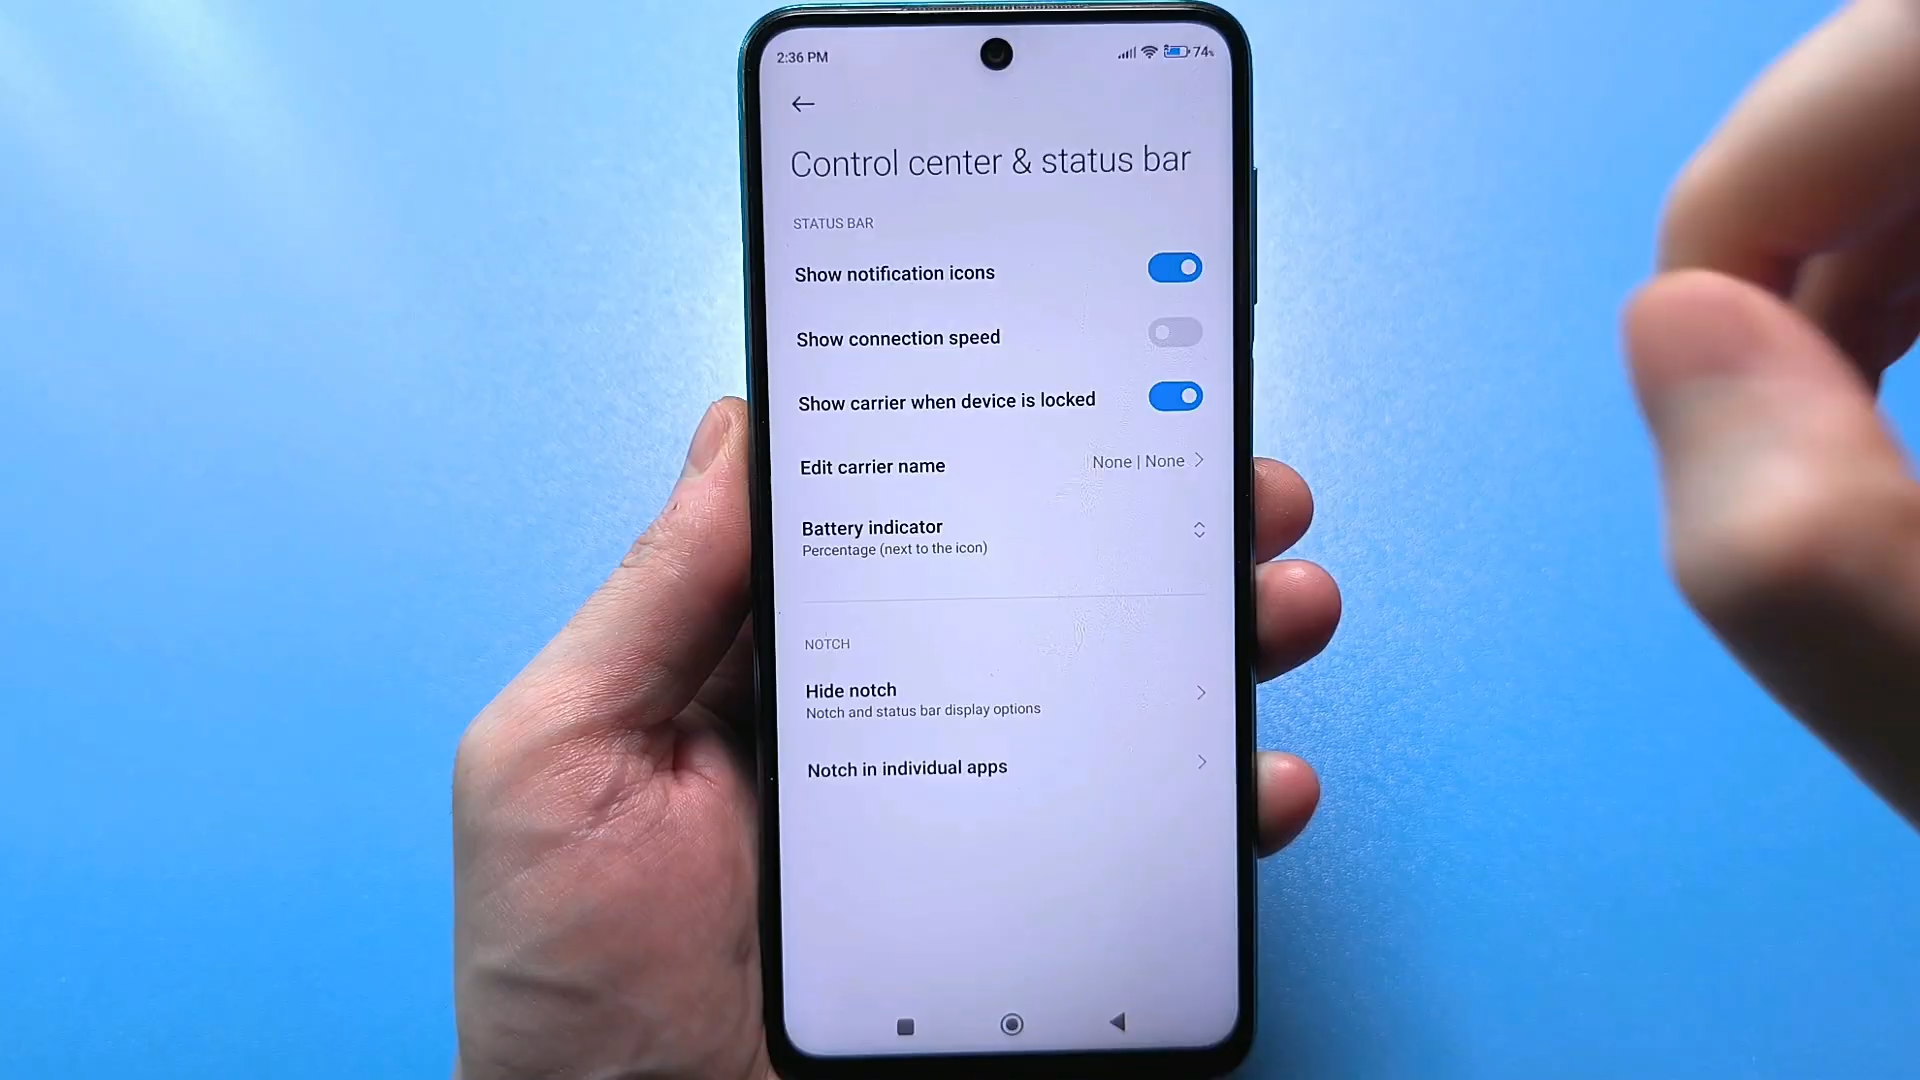 2:36 PM
74%
Control center & status bar
STATUS BAR
Show notification icons
Show connection speed
Show carrier when device is locked
Edit carrier name None | None
Battery indicator
Percentage (next to the icon)
NOTCH
Hide notch
Notch and status bar display options
Notch in individual apps